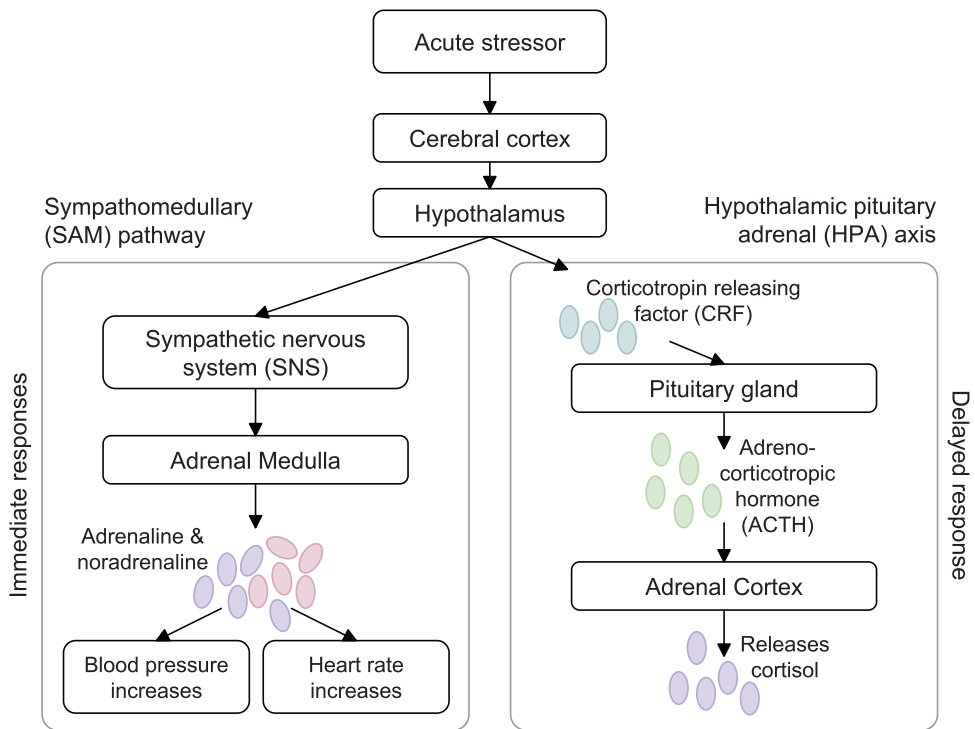 Acute stressor
Cerebral cortex
Hypothalamus
Sympathomedullary
(SAM) pathway
Hypothalamic pituitary
adrenal (HPA) axis
Immediate responses
Sympathetic nervous
system (SNS)
Adrenal Medulla
Adrenaline &
noradrenaline
Blood pressure
increases
Heart rate
increases
Corticotropin releasing
factor (CRF)
Pituitary gland
Adreno-
corticotropic
hormone
(ACTH)
Adrenal Cortex
Releases
cortisol
Delayed response